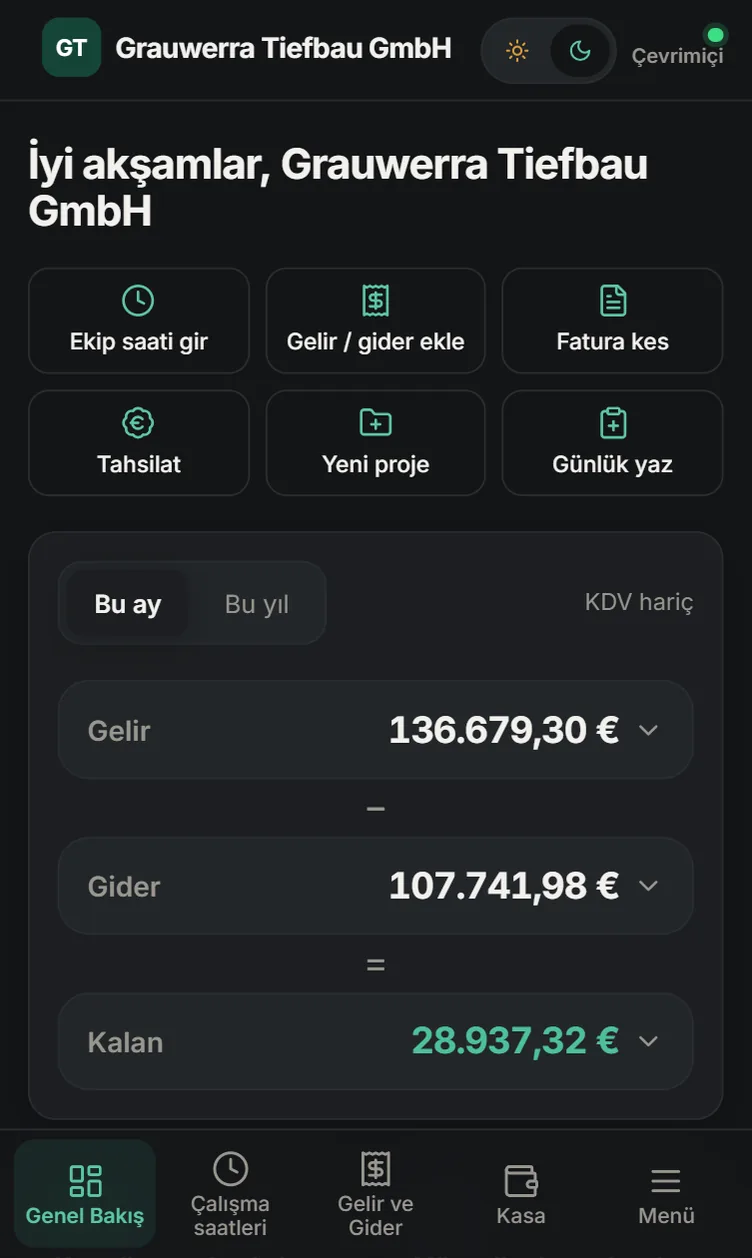 GT
Grauwerra Tiefbau GmbH
Çevrimiçi
İyi akşamlar, Grauwerra Tiefbau
GmbH
Ekip saati gir
Gelir / gider ekle
Fatura kes
Tahsilat
Yeni proje
Günlük yaz
Bu ay
Bu yıl
KDV hariç
Gelir
136.679,30 €
−
Gider
107.741,98 €
=
Kalan
28.937,32 €
Genel Bakış
Çalışma
saatleri
Gelir ve
Gider
Kasa
Menü